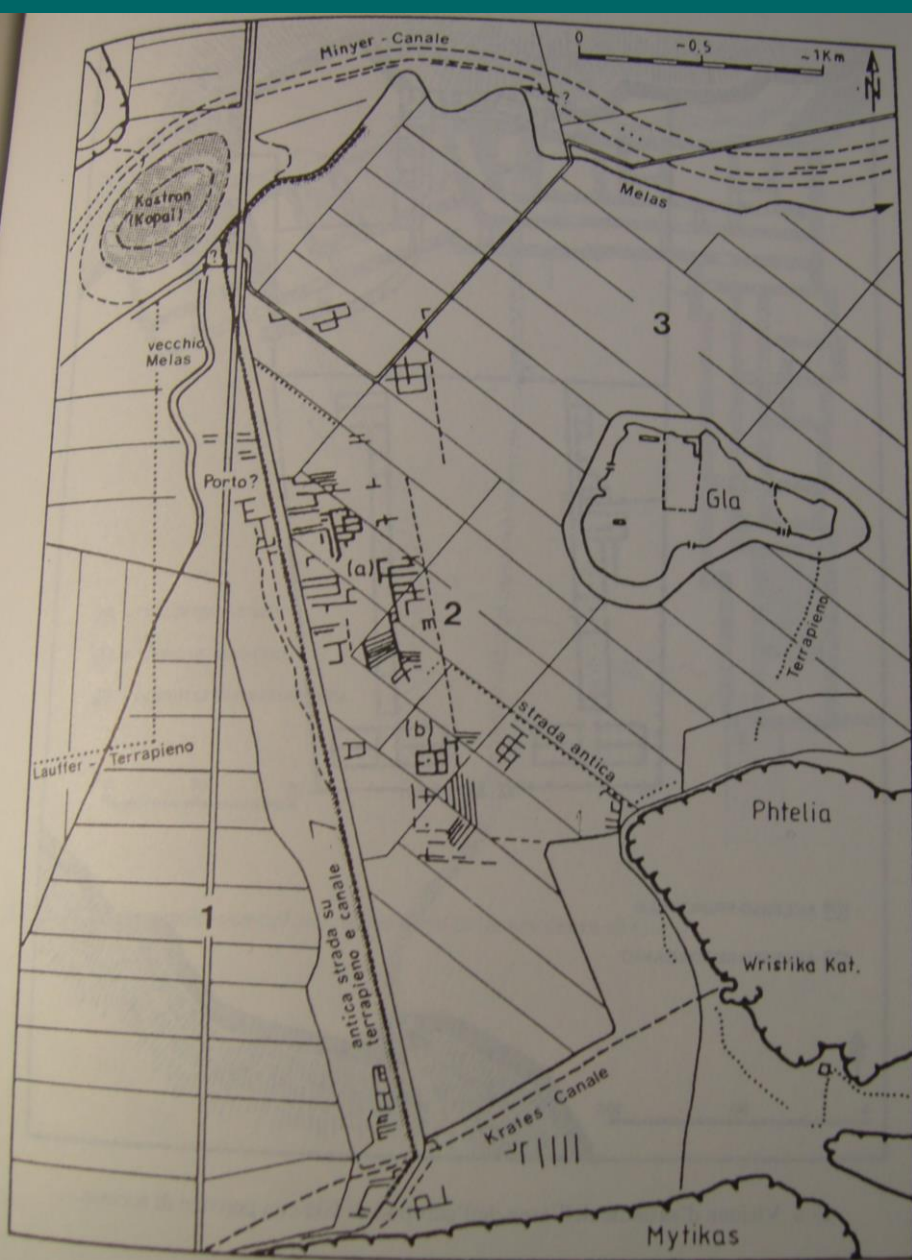 Minyer - Canale
0
~0,5
~1Km
N
?
Kastron
(Kopai)
Melas
?
vecchio
Melas
3
Porto?
Gla
(a)
2
Terrapieno
strada antica
(b)
Lauffer - Terrapieno
Phtelia
1
antica strada su
terrapieno e canale
Wristika Kat.
Krates - Canale
Mytikas